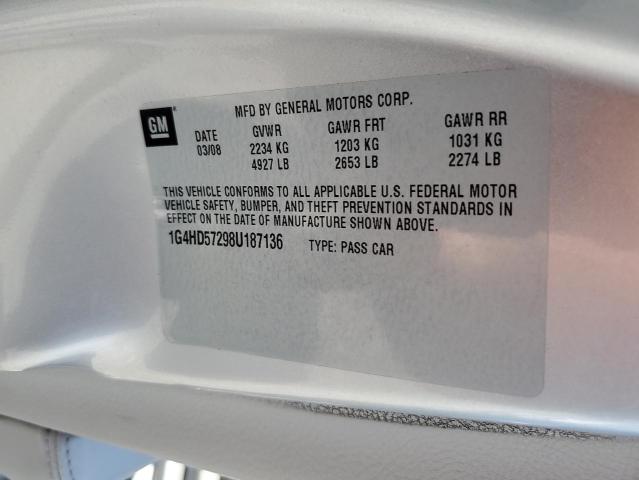 MFD BY GENERAL MOTORS CORP.
GM
DATE GVWR GAWR FRT GAWR RR
03/08 2234 KG 1203 KG 1031 KG
4927 LB 2653 LB 2274 LB
THIS VEHICLE CONFORMS TO ALL APPLICABLE U.S. FEDERAL MOTOR
VEHICLE SAFETY, BUMPER, AND THEFT PREVENTION STANDARDS IN
EFFECT ON THE DATE OF MANUFACTURE SHOWN ABOVE.
1G4HD57298U187136 TYPE: PASS CAR